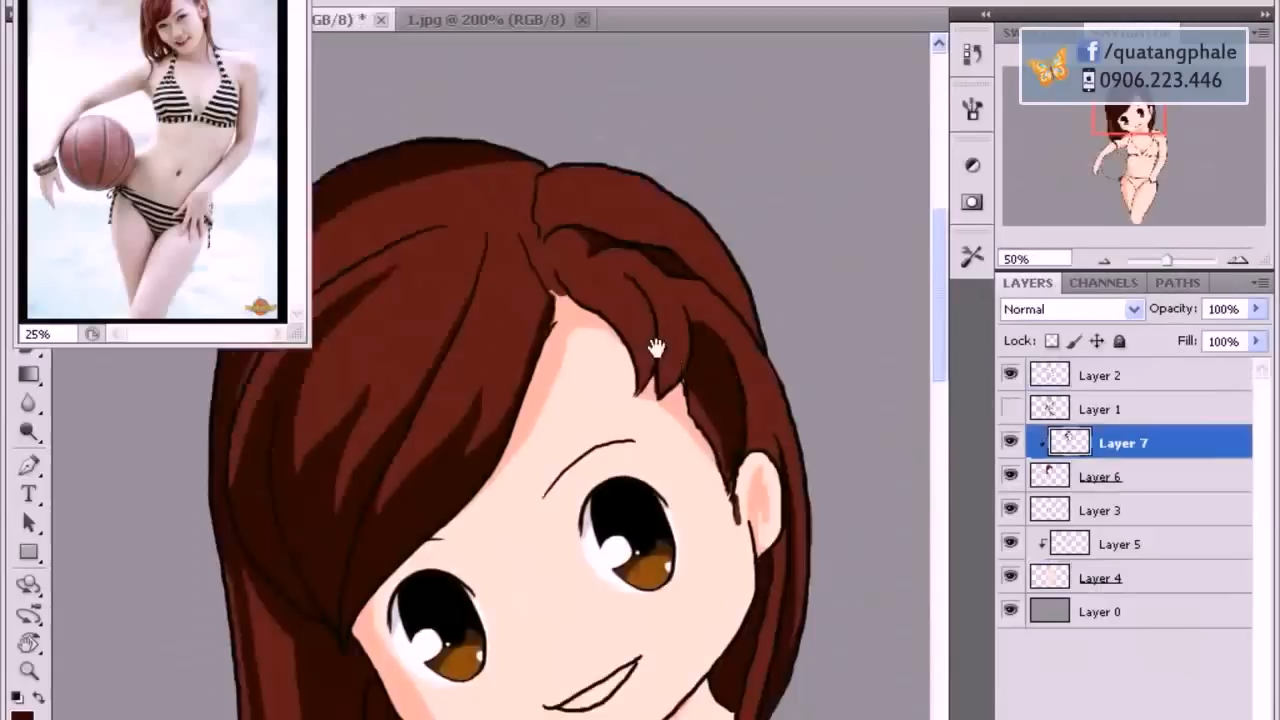 GB/8) *
1.jpg @ 200% (RGB/8)
/quatangphale
0906.223.446
25%
50%
LAYERS
CHANNELS
PATHS
Normal
Opacity: 100%
Lock:
Fill: 100%
Layer 2
Layer 1
Layer 7
Layer 6
Layer 3
Layer 5
Layer 4
Layer 0